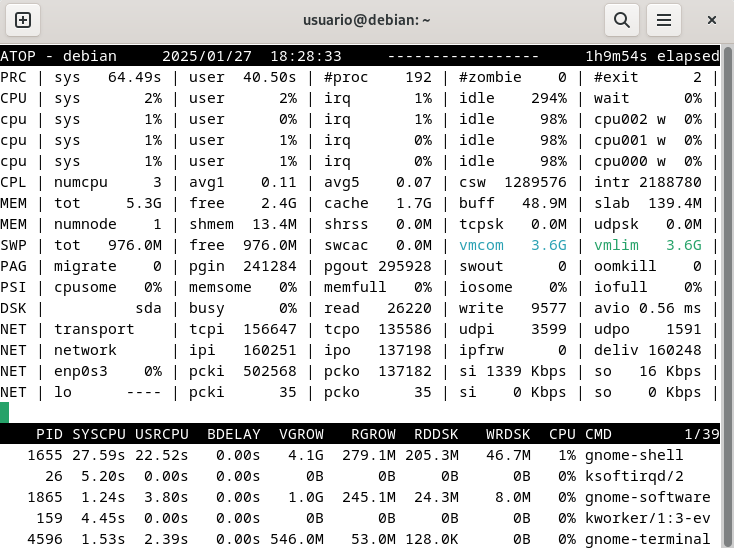 usuario@debian: ~
ATOP - debian     2025/01/27  18:28:33     -----------------     1h9m54s elapsed
PRC | sys   64.49s | user  40.50s | #proc    192 | #zombie    0 | #exit      2 |
CPU | sys       2% | user      2% | irq       1% | idle    294% | wait      0% |
cpu | sys       1% | user      0% | irq       1% | idle     98% | cpu002 w  0% |
cpu | sys       1% | user      1% | irq       0% | idle     98% | cpu001 w  0% |
cpu | sys       1% | user      1% | irq       0% | idle     98% | cpu000 w  0% |
CPL | numcpu     3 | avg1    0.11 | avg5    0.07 | csw  1289576 | intr 2188780 |
MEM | tot     5.3G | free    2.4G | cache   1.7G | buff   48.9M | slab  139.4M |
MEM | numnode    1 | shmem  13.4M | shrss   0.0M | tcpsk   0.0M | udpsk   0.0M |
SWP | tot   976.0M | free  976.0M | swcac   0.0M | vmcom   3.6G | vmlim   3.6G |
PAG | migrate    0 | pgin  241284 | pgout 295928 | swout      0 | oomkill    0 |
PSI | cpusome   0% | memsome   0% | memfull   0% | iosome    0% | iofull    0% |
DSK |          sda | busy      0% | read   26220 | write   9577 | avio 0.56 ms |
NET | transport    | tcpi  156647 | tcpo  135586 | udpi    3599 | udpo    1591 |
NET | network      | ipi   160251 | ipo   137198 | ipfrw      0 | deliv 160248 |
NET | enp0s3    0% | pcki  502568 | pcko  137182 | si 1339 Kbps | so   16 Kbps |
NET | lo      ---- | pcki      35 | pcko      35 | si    0 Kbps | so    0 Kbps |
    PID SYSCPU USRCPU  BDELAY  VGROW   RGROW  RDDSK   WRDSK  CPU CMD        1/39
   1655 27.59s 22.52s   0.00s   4.1G  279.1M 205.3M   46.7M   1% gnome-shell
     26  5.20s  0.00s   0.00s     0B      0B     0B      0B   0% ksoftirqd/2
   1865  1.24s  3.80s   0.00s   1.0G  245.1M  24.3M    8.0M   0% gnome-software
    159  4.45s  0.00s   0.00s     0B      0B     0B      0B   0% kworker/1:3-ev
   4596  1.53s  2.39s   0.00s 546.0M   53.0M 128.0K      0B   0% gnome-terminal